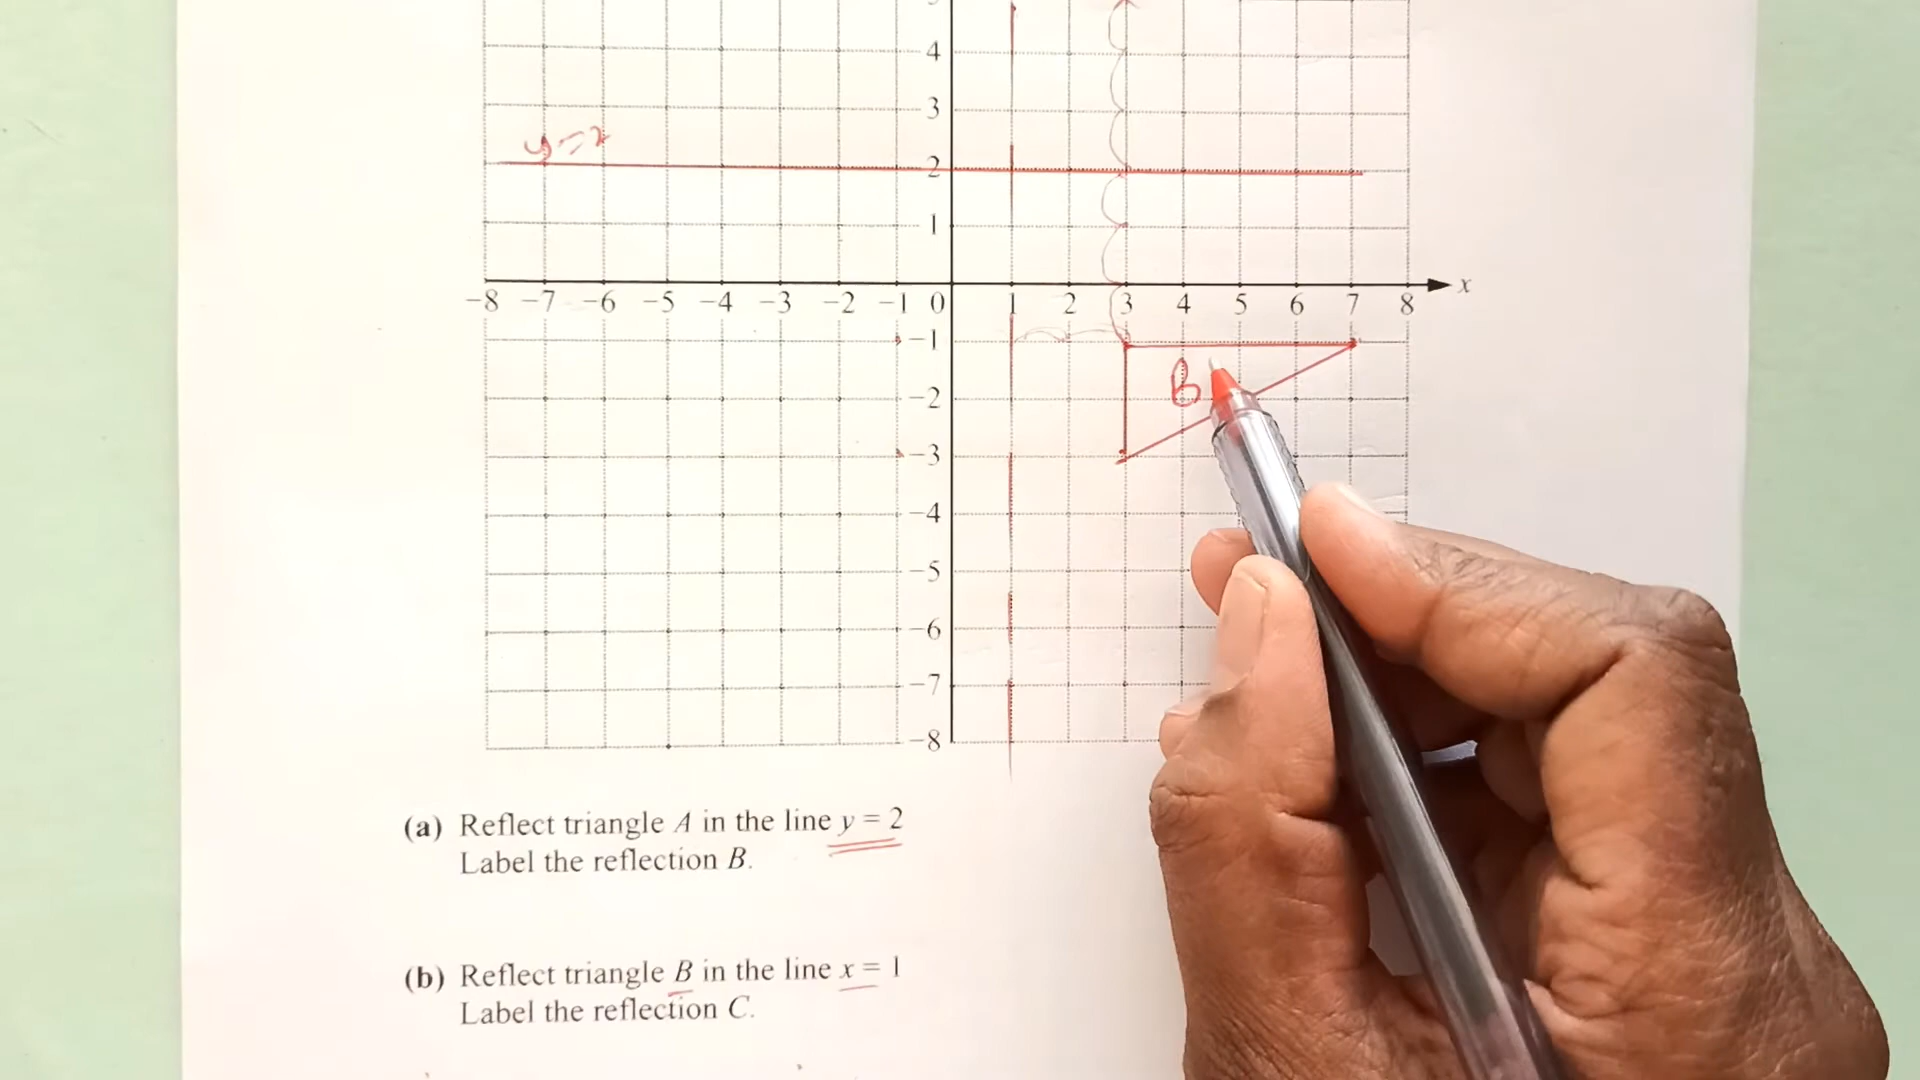 4
3
y=2
2
1
-8 -7 -6 -5 -4 -3 -2 -1 0 1 2 3 4 5 6 7 8 x
-1
B
-2
-3
-4
-5
-6
-7
-8
(a) Reflect triangle A in the line y = 2
Label the reflection B.
(b) Reflect triangle B in the line x = 1
Label the reflection C.